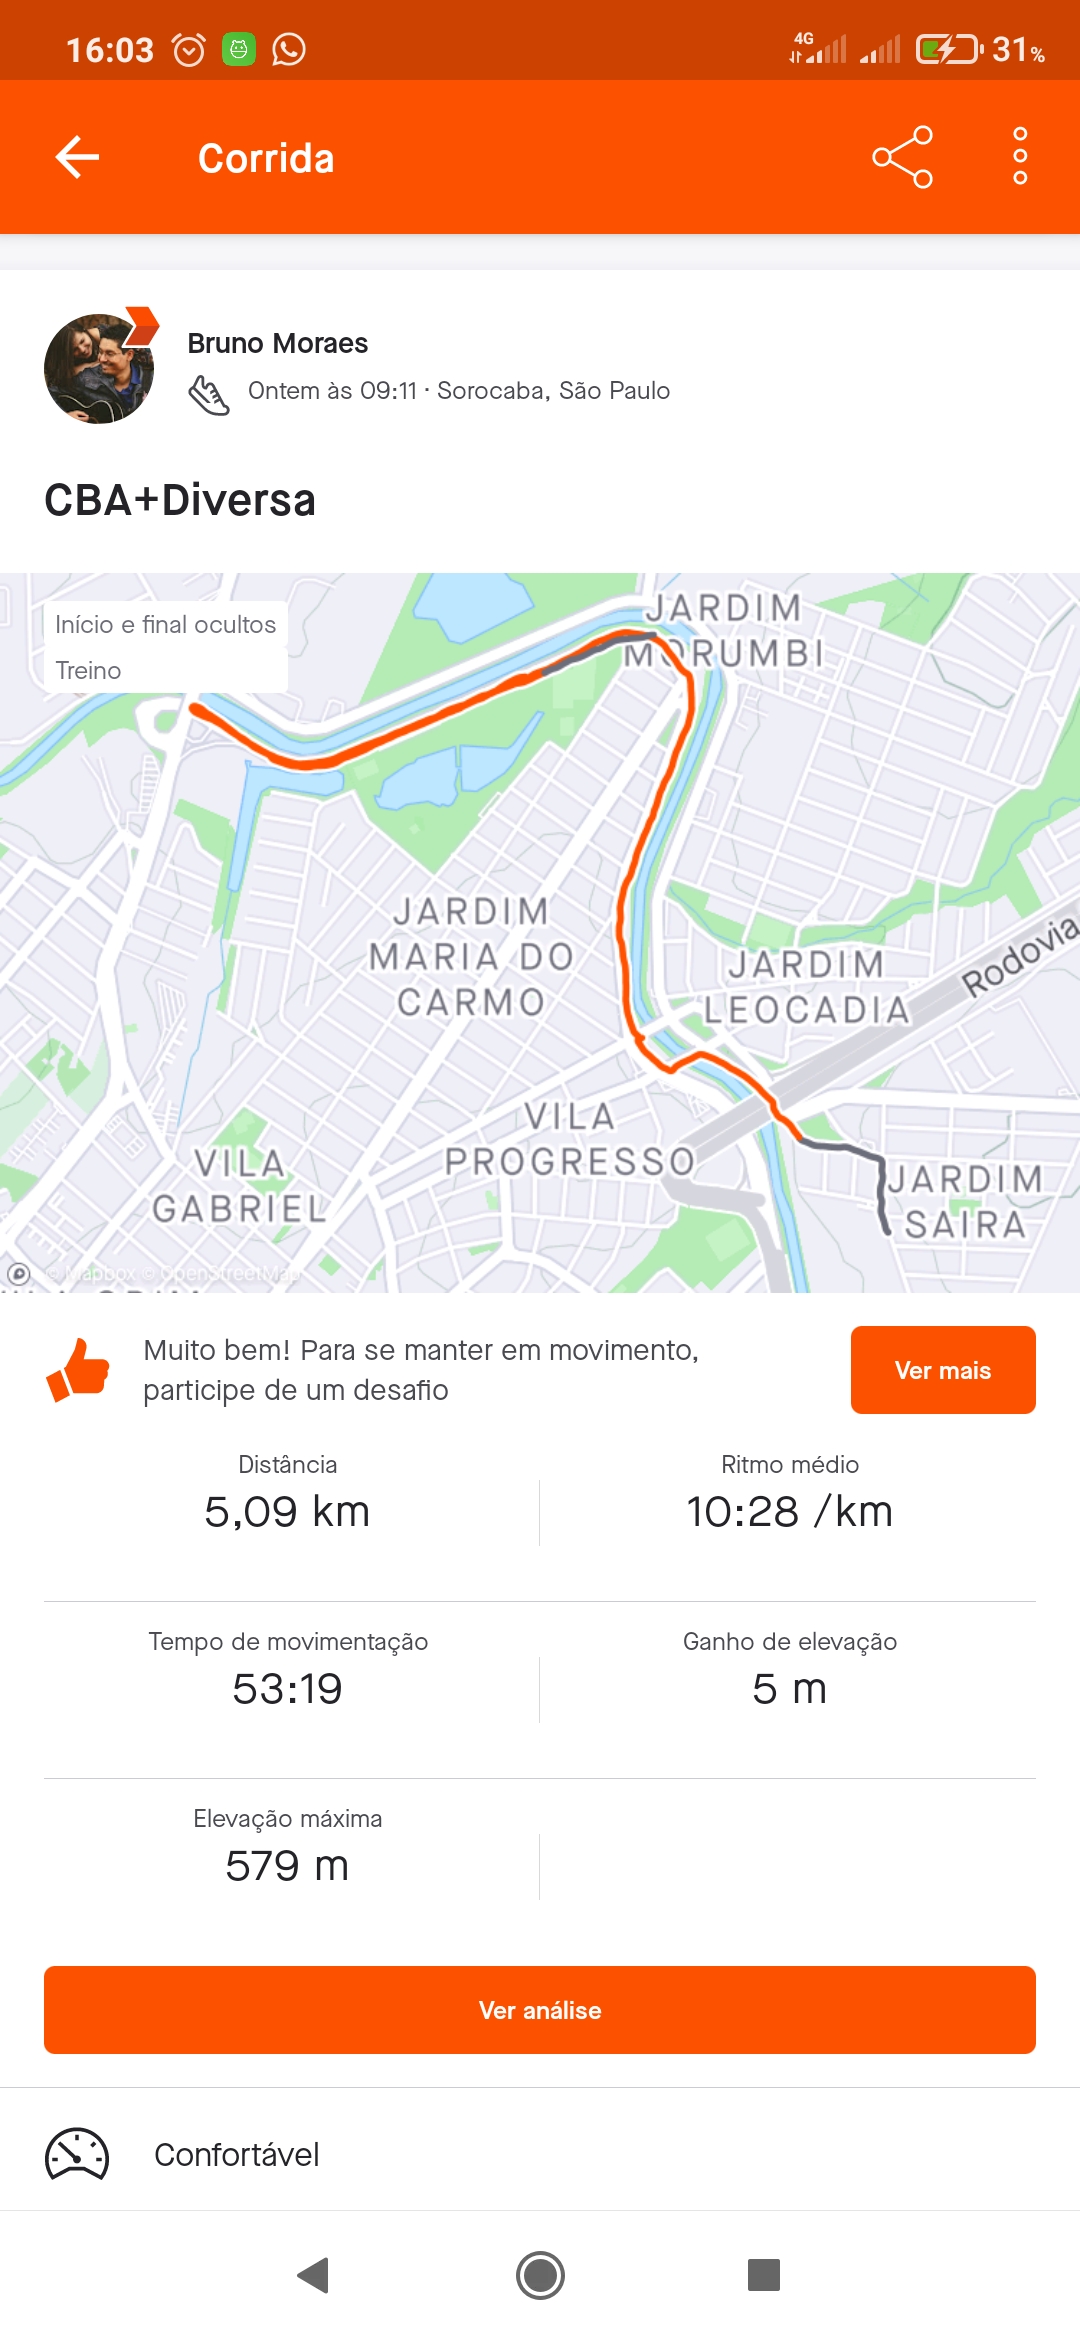 16:03
4G
31%
Corrida
Bruno Moraes
Ontem às 09:11 · Sorocaba, São Paulo
CBA+Diversa
Início e final ocultos
Treino
JARDIM
MORUMBI
JARDIM
MARIA DO
CARMO
JARDIM
LEOCADIA
Rodovia
VILA
PROGRESSO
VILA
GABRIEL
JARDIM
SAIRA
© Mapbox © OpenStreetMap
Muito bem! Para se manter em movimento,
participe de um desafio
Ver mais
Distância
5,09 km
Ritmo médio
10:28 /km
Tempo de movimentação
53:19
Ganho de elevação
5 m
Elevação máxima
579 m
Ver análise
Confortável